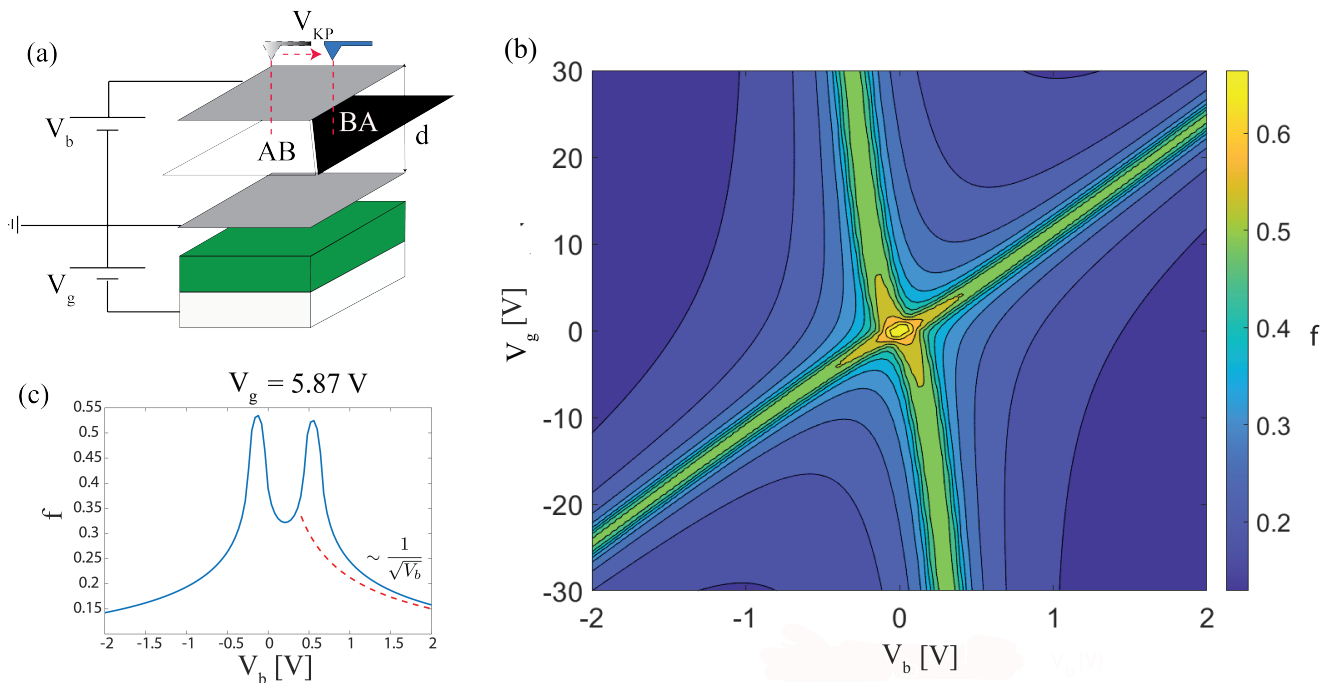 (a)
V_KP
V_b
AB
BA
d
V_g
(b)
V_g [V]
30
20
10
0
-10
-20
-30
-2
-1
0
1
2
V_b [V]
0.6
0.5
0.4
0.3
0.2
f
(c)
V_g = 5.87 V
f
0.55
0.5
0.45
0.4
0.35
0.3
0.25
0.2
0.15
~ 1/√V_b
-2
-1.5
-1
-0.5
0
0.5
1
1.5
2
V_b [V]